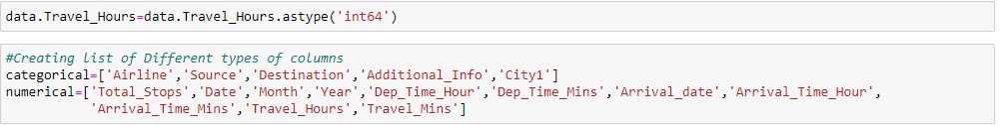 data.Travel_Hours=data.Travel_Hours.astype('int64')
#Creating list of Different types of columns
categorical=['Airline','Source','Destination','Additional_Info','City1']
numerical=['Total_Stops','Date','Month','Year','Dep_Time_Hour','Dep_Time_Mins','Arrival_date','Arrival_Time_Hour',
'Arrival_Time_Mins','Travel_Hours','Travel_Mins']